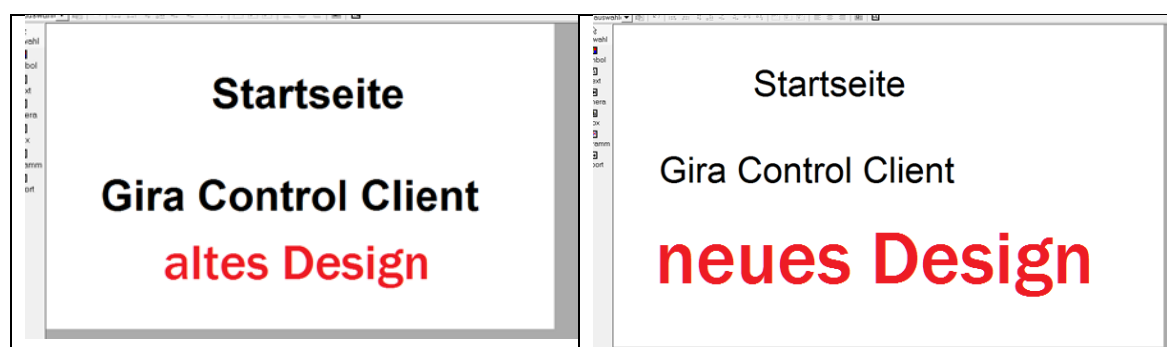 Startseite
Gira Control Client
altes Design
Startseite
Gira Control Client
neues Design